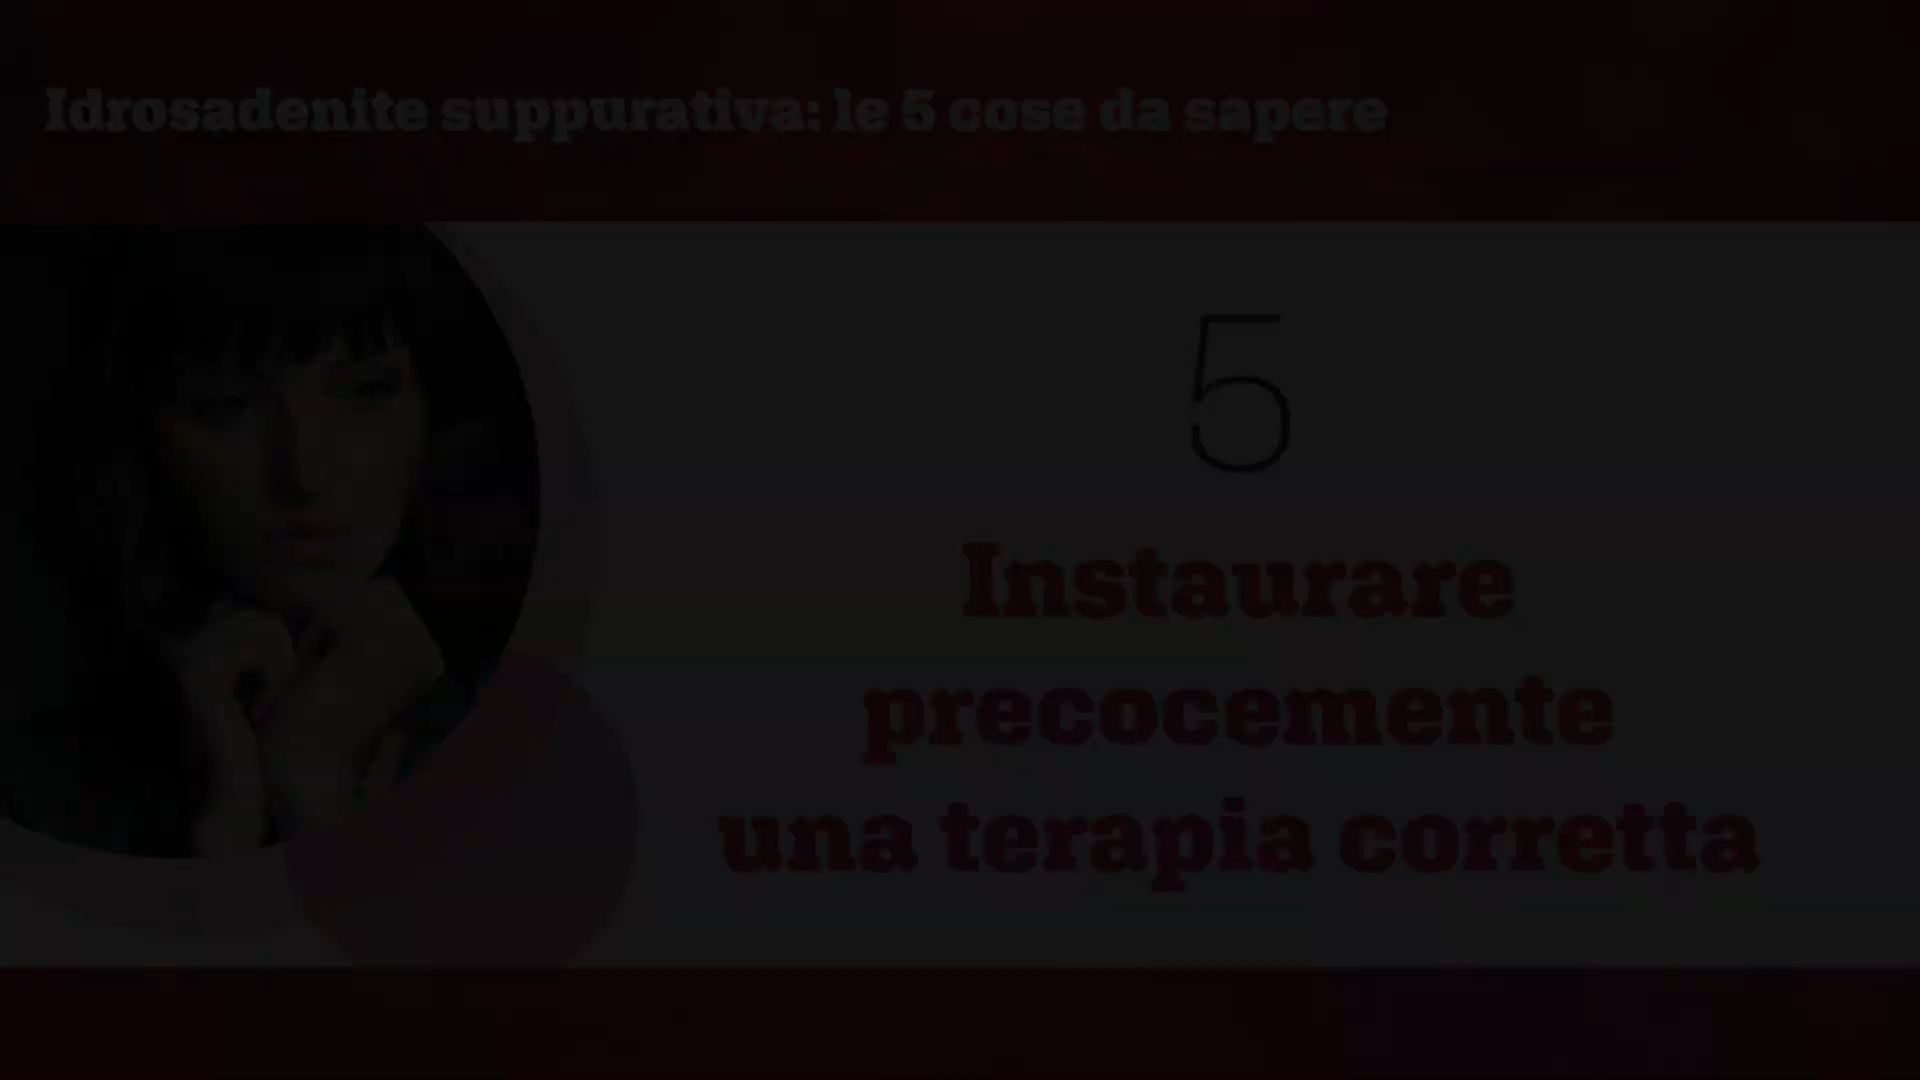 Idrosadenite suppurativa: le 5 cose da sapere
5
Instaurare
precocemente
una terapia corretta